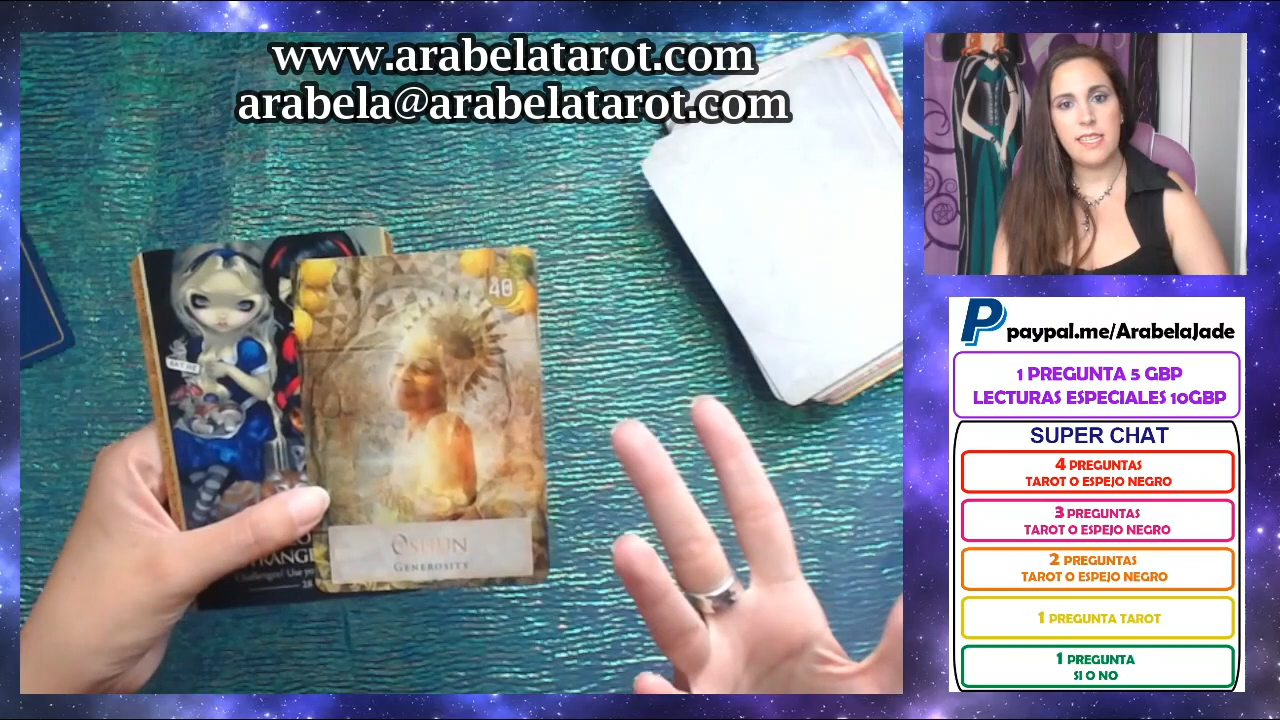 www.arabelatarot.com
arabela@arabelatarot.com
40
OSHUN
GENEROSITY
paypal.me/ArabelaJade
1 PREGUNTA 5 GBP
LECTURAS ESPECIALES 10GBP
SUPER CHAT
4 PREGUNTAS
TAROT O ESPEJO NEGRO
3 PREGUNTAS
TAROT O ESPEJO NEGRO
2 PREGUNTAS
TAROT O ESPEJO NEGRO
1 PREGUNTA TAROT
1 PREGUNTA
SI O NO